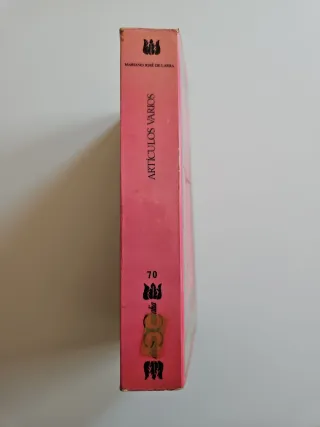 MARIANO JOSÉ DE LARRA
ARTÍCULOS VARIOS
70